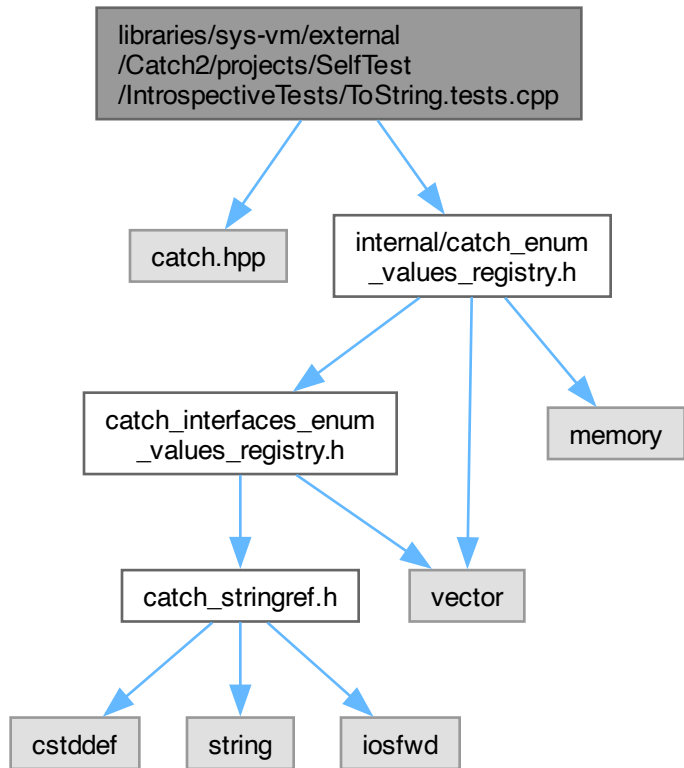 libraries/sys-vm/external
/Catch2/projects/SelfTest
/IntrospectiveTests/ToString.tests.cpp
catch.hpp
internal/catch_enum
_values_registry.h
catch_interfaces_enum
_values_registry.h
memory
catch_stringref.h
vector
cstddef
string
iosfwd